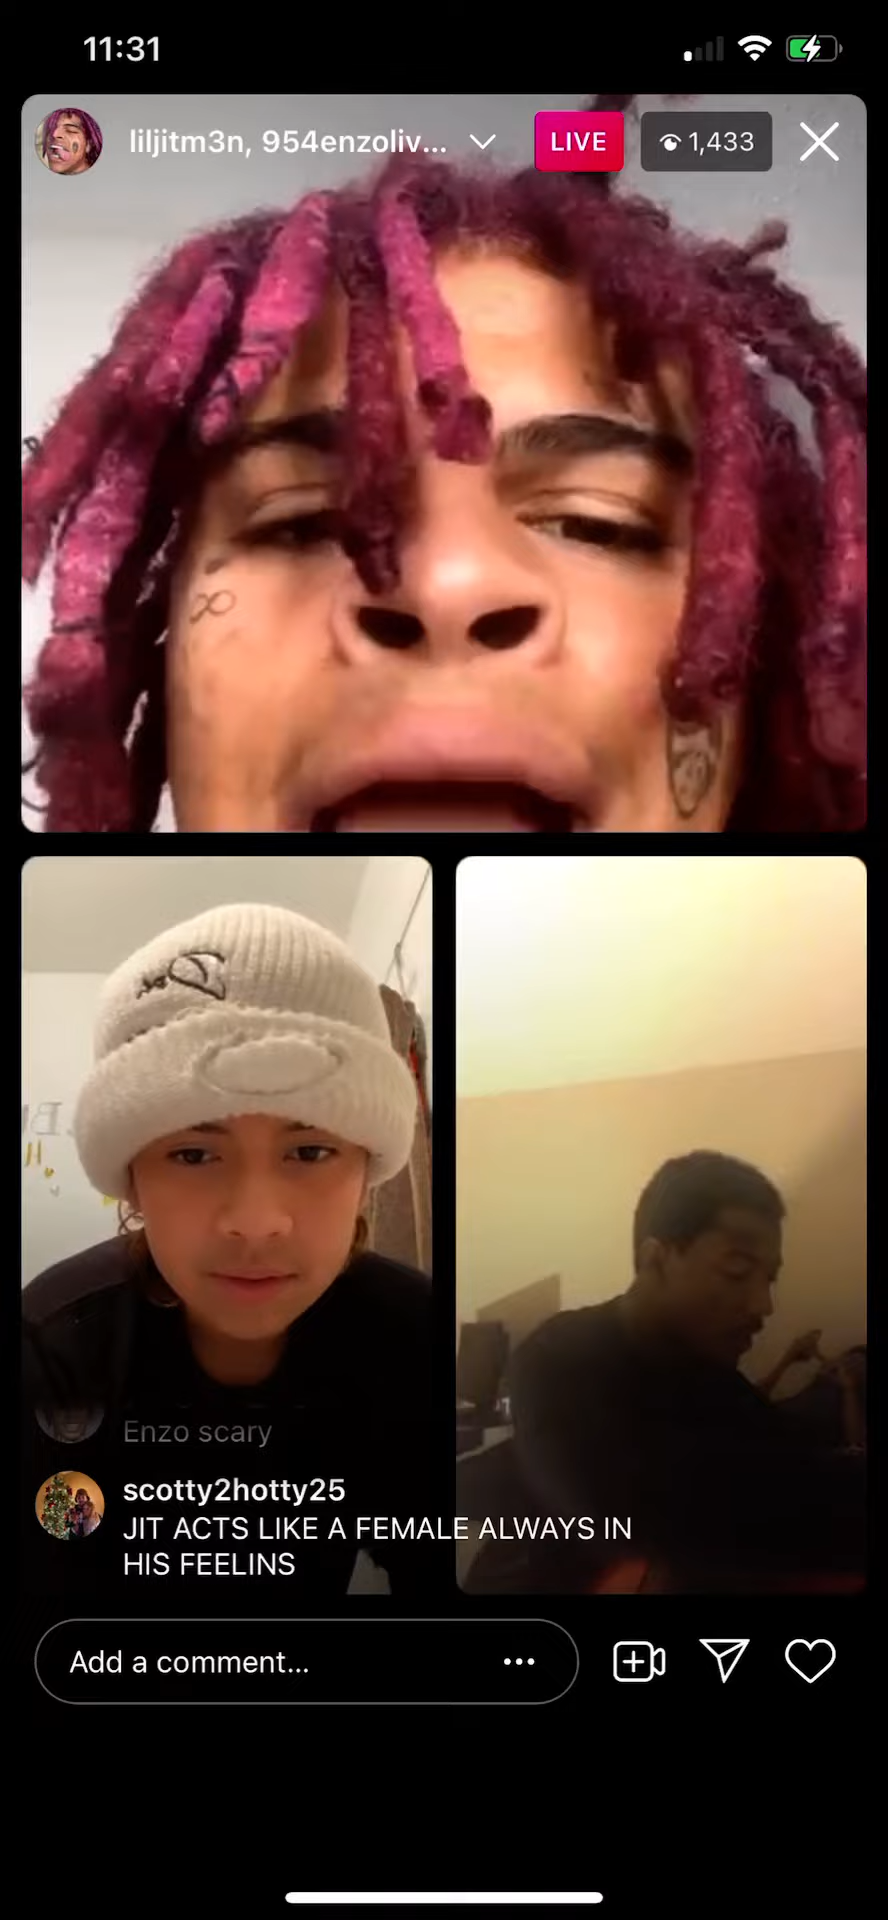 11:31
liljitm3n, 954enzoliv...
LIVE
1,433
Enzo scary
scotty2hotty25
JIT ACTS LIKE A FEMALE ALWAYS IN
HIS FEELINS
Add a comment...